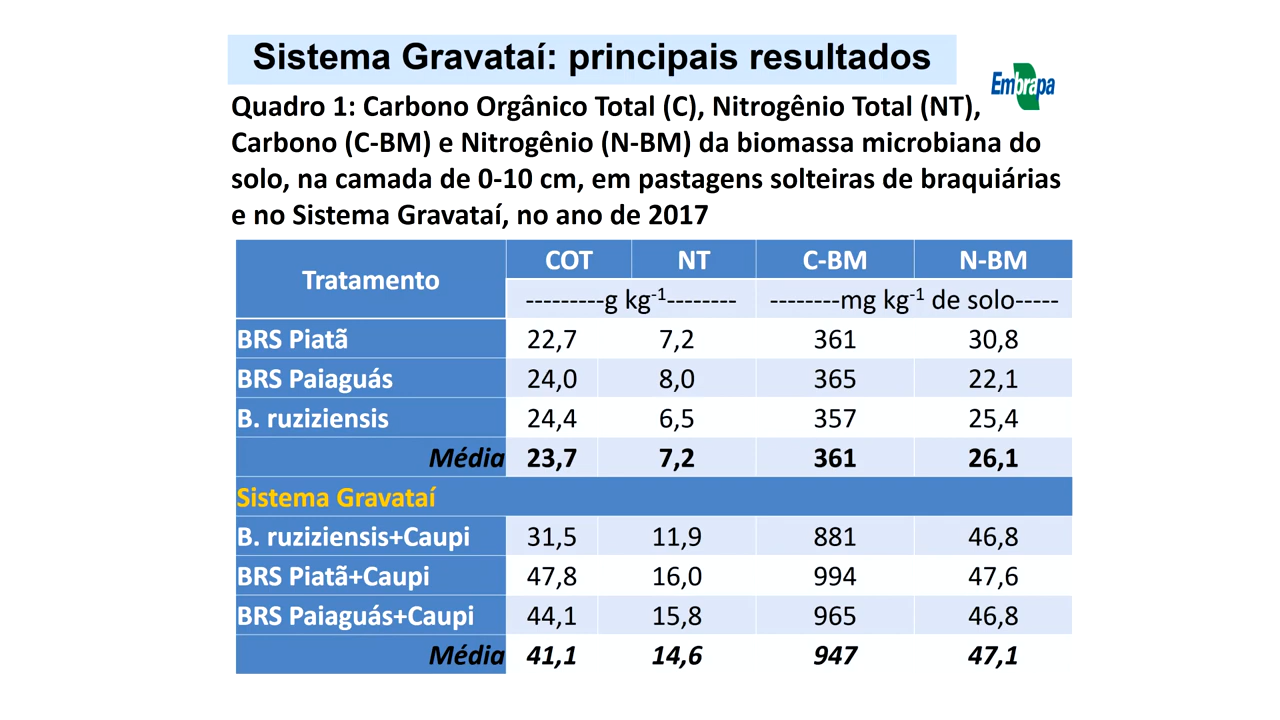 Sistema Gravataí: principais resultados
Embrapa
Quadro 1: Carbono Orgânico Total (C), Nitrogênio Total (NT),
Carbono (C-BM) e Nitrogênio (N-BM) da biomassa microbiana do
solo, na camada de 0-10 cm, em pastagens solteiras de braquiárias
e no Sistema Gravataí, no ano de 2017
Tratamento COT NT C-BM N-BM
---------g kg-1-------- --------mg kg-1 de solo-----
BRS Piatã 22,7 7,2 361 30,8
BRS Paiaguás 24,0 8,0 365 22,1
B. ruziziensis 24,4 6,5 357 25,4
Média 23,7 7,2 361 26,1
Sistema Gravataí
B. ruziziensis+Caupi 31,5 11,9 881 46,8
BRS Piatã+Caupi 47,8 16,0 994 47,6
BRS Paiaguás+Caupi 44,1 15,8 965 46,8
Média 41,1 14,6 947 47,1